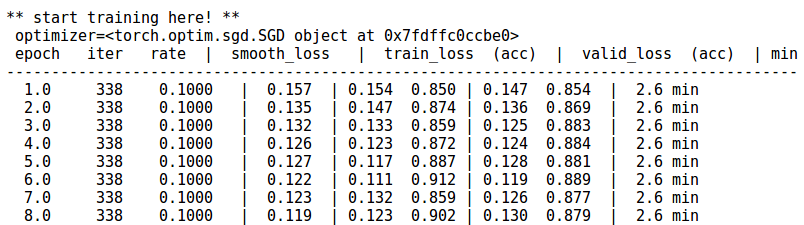 ** start training here! **
optimizer=<torch.optim.sgd.SGD object at 0x7fdffc0ccbe0>
epoch iter rate | smooth_loss | train_loss (acc) | valid_loss (acc) | min
--------------------------------------------------------------------------------------------
1.0 338 0.1000 | 0.157 | 0.154 0.850 | 0.147 0.854 | 2.6 min
2.0 338 0.1000 | 0.135 | 0.147 0.874 | 0.136 0.869 | 2.6 min
3.0 338 0.1000 | 0.132 | 0.133 0.859 | 0.125 0.883 | 2.6 min
4.0 338 0.1000 | 0.126 | 0.123 0.872 | 0.124 0.884 | 2.6 min
5.0 338 0.1000 | 0.127 | 0.117 0.887 | 0.128 0.881 | 2.6 min
6.0 338 0.1000 | 0.122 | 0.111 0.912 | 0.119 0.889 | 2.6 min
7.0 338 0.1000 | 0.123 | 0.132 0.859 | 0.126 0.877 | 2.6 min
8.0 338 0.1000 | 0.119 | 0.123 0.902 | 0.130 0.879 | 2.6 min